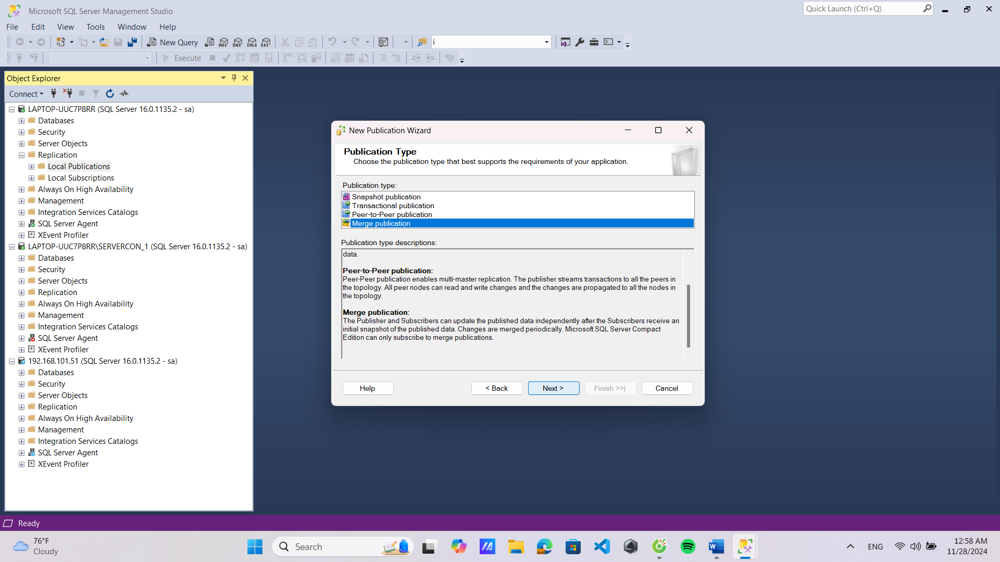 Microsoft SQL Server Management Studio
Quick Launch (Ctrl+Q)
File Edit View Tools Window Help
New Query
MDX DMX XMLA DAX
i
Execute
Object Explorer
Connect
LAPTOP-UUC7P8RR (SQL Server 16.0.1135.2 - sa)
Databases
Security
Server Objects
Replication
Local Publications
Local Subscriptions
Always On High Availability
Management
Integration Services Catalogs
SQL Server Agent
XEvent Profiler
LAPTOP-UUC7P8RR\SERVERCON_1 (SQL Server 16.0.1135.2 - sa)
Databases
Security
Server Objects
Replication
Always On High Availability
Management
Integration Services Catalogs
SQL Server Agent
XEvent Profiler
192.168.101.51 (SQL Server 16.0.1135.2 - sa)
Databases
Security
Server Objects
Replication
Always On High Availability
Management
Integration Services Catalogs
SQL Server Agent
XEvent Profiler
New Publication Wizard
Publication Type
Choose the publication type that best supports the requirements of your application.
Publication type:
Snapshot publication
Transactional publication
Peer-to-Peer publication
Merge publication
Publication type descriptions:
data.
Peer-to-Peer publication:
Peer-Peer publication enables multi-master replication. The publisher streams transactions to all the peers in
the topology. All peer nodes can read and write changes and the changes are propagated to all the nodes in
the topology.
Merge publication:
The Publisher and Subscribers can update the published data independently after the Subscribers receive an
initial snapshot of the published data. Changes are merged periodically. Microsoft SQL Server Compact
Edition can only subscribe to merge publications.
Help < Back Next > Finish >>| Cancel
Ready
76°F
Cloudy
Search
ENG
12:58 AM
11/28/2024